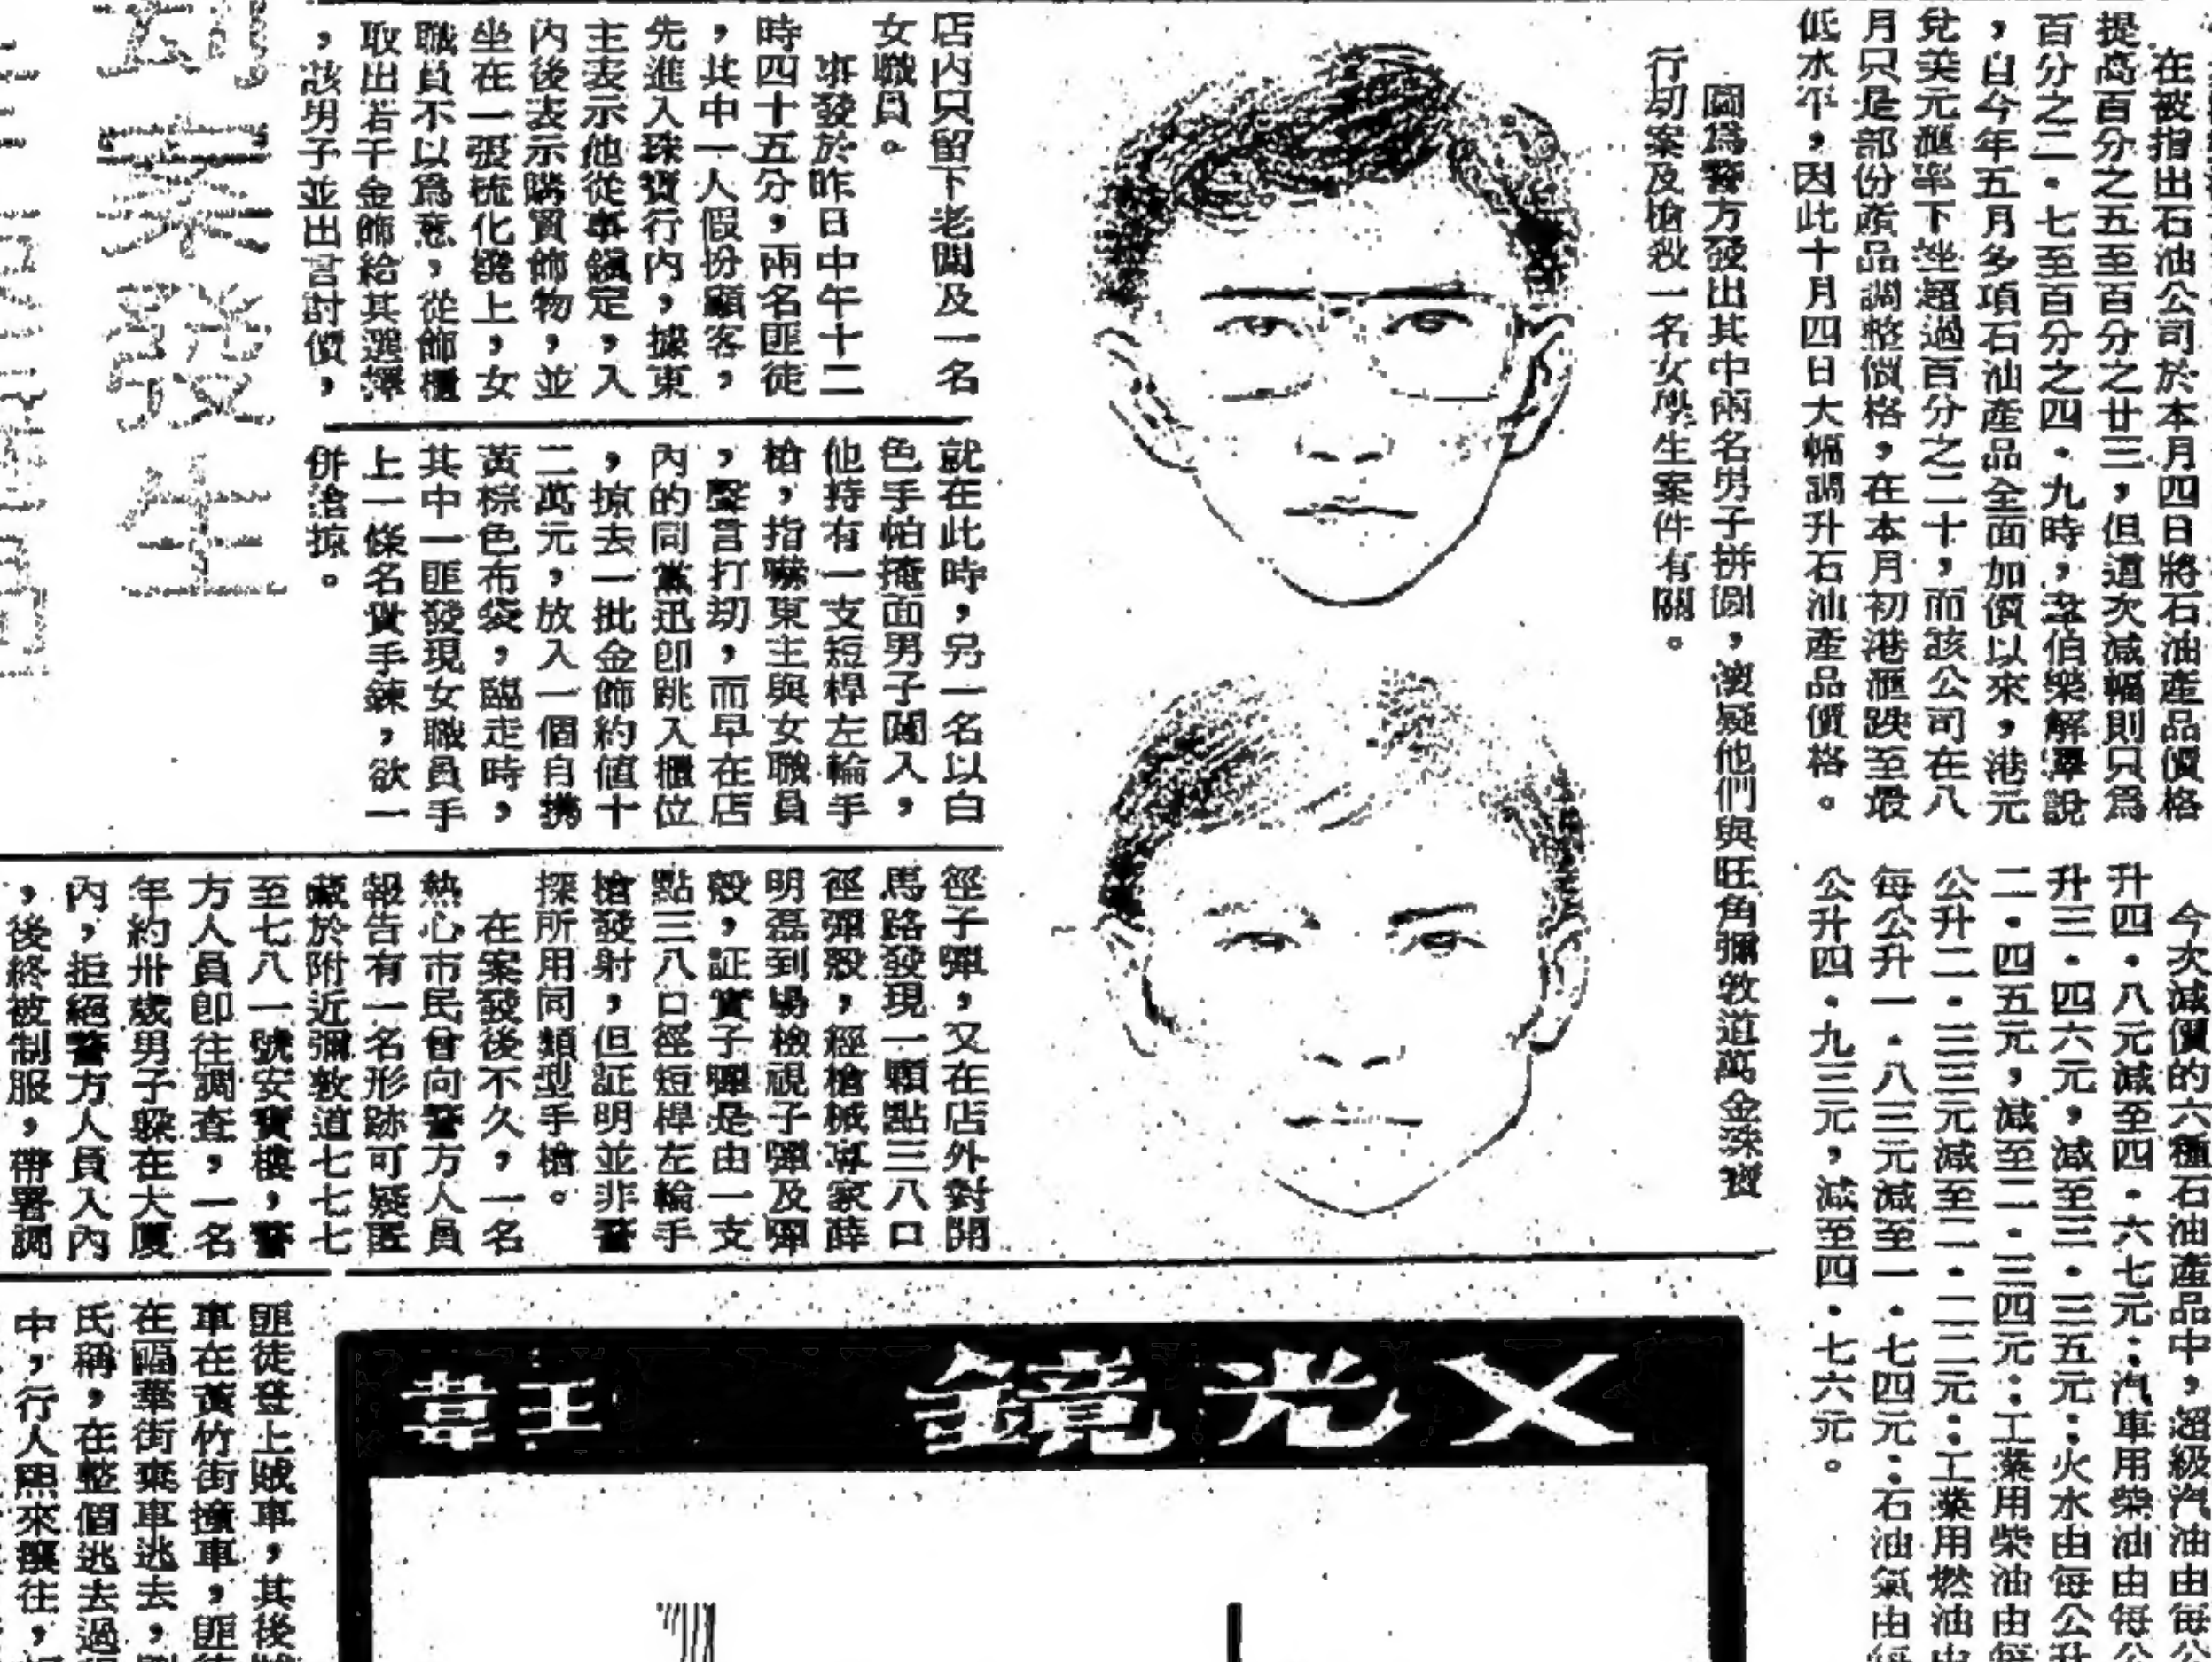 在被指出石油公司於本月四日將石油產品價格
提高百分之五至百分之廿三，但這次減幅則只爲
百分之二．七至百分之四．九時，韋伯樂解釋說
，自今年五月多項石油產品全面加價以來，港元
兌美元滙率下挫超過百分之二十，而該公司在八
月只是部份產品調整價格，在本月初港滙跌至最
低水平，因此十月四日大幅調升石油產品價格。
今次減價的六種石油產品中，超級汽油由每公
升四．八元減至四．六七元：汽車用柴油由每公
升三．四六元，減至三．三五元：火水由每公升
二．四五元，減至二．三四元：工業用柴油由每
公升二．三三元減至二．二二元：工業用燃油由
每公升一．八三元減至一．七四元：石油氣由每
公升四．九三元，減至四．七六元。
圖爲警方發出其中兩名男子拼圖，懷疑他們與旺角彌敦道萬金珠寶
行刧案及槍殺一名女學生案件有關。
店內只留下老闆及一名
女職員。
事發於昨日中午十二
時四十五分，兩名匪徒
，其中一人假扮顧客，
先進入珠寶行內，據東
主表示他從事鎭定，入
內後表示購買飾物，並
坐在一張梳化櫈上，女
職員不以爲意，從飾櫃
取出若干金飾給其選擇
，該男子並出言討價，
就在此時，另一名以白
色手帕掩面男子闖入，
他持有一支短桿左輪手
槍，指嚇東主與女職員
，聲言打刧，而早在店
內的同黨迅卽跳入櫃位
，掠去一批金飾約値十
二萬元，放入一個自携
黃棕色布袋，臨走時，
其中一匪發現女職員手
上一條名貴手鍊，欲一
併搶掠。
徑子彈，又在店外對開
馬路發現一顆點三八口
徑彈殼，經槍械專家薛
明磊到場檢視子彈及彈
殼，証實子彈是由一支
點三八口徑短桿左輪手
槍發射，但証明並非警
探所用同類型手槍。
在案發後不久，一名
熱心市民曾向警方人員
報告有一名形跡可疑匿
藏於附近彌敦道七七七
至七八一號安寶樓，警
方人員卽往調查，一名
年約卅歲男子躱在大厦
內，拒絕警方人員入內
，後終被制服，帶署調
匪徒登上賊車，其後
車在黃竹街撞車，匪徒
在福華街棄車逃去，
氏稱，在整個逃去過
中，行人熙來攘往，
刧案發生
X光鏡　王韋